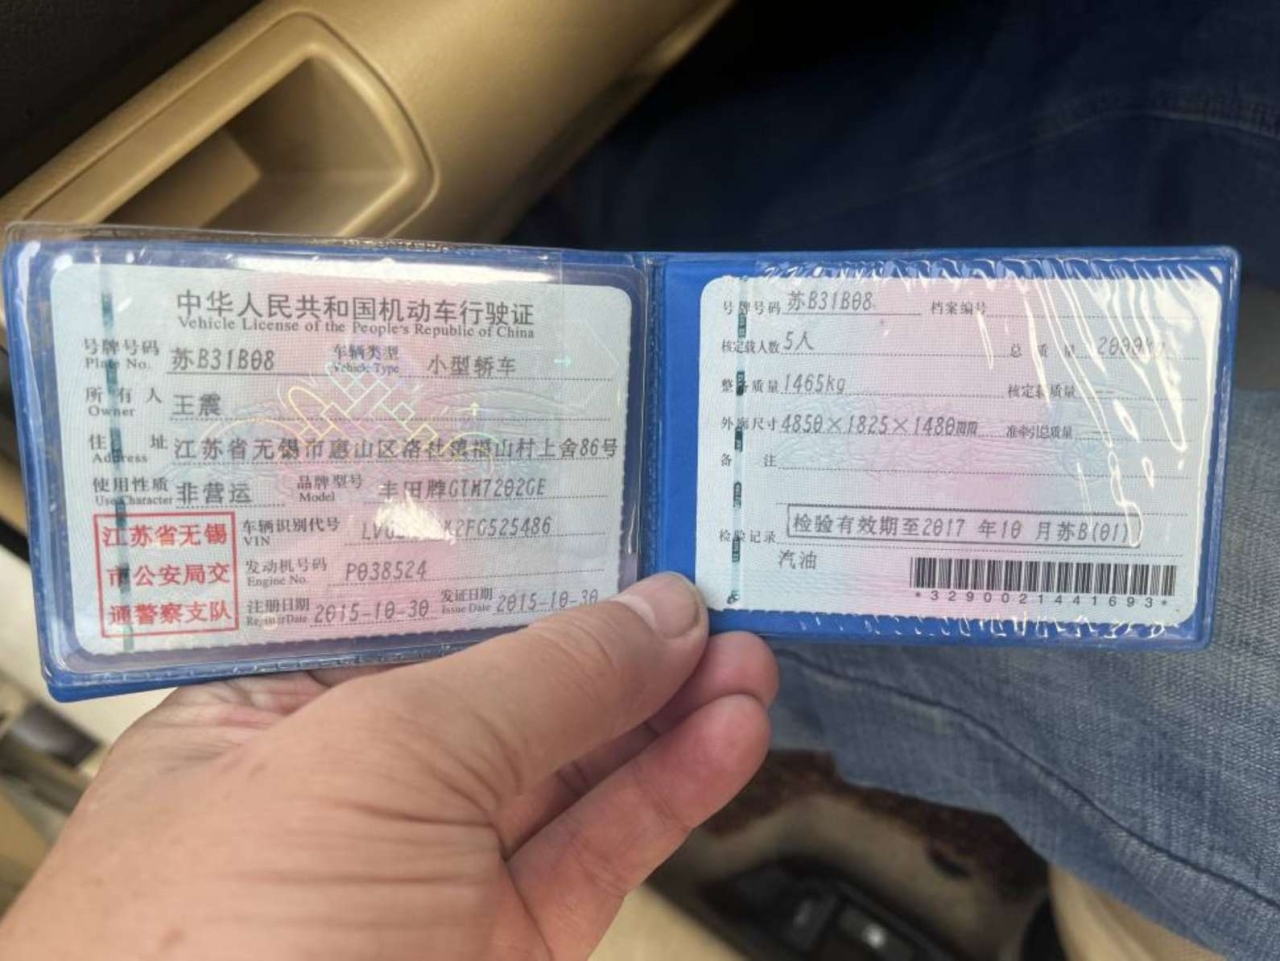 中华人民共和国机动车行驶证
Vehicle License of the People's Republic of China
号牌号码 苏B31B08 车辆类型 小型轿车
Plate No. Vehicle Type
所有人 王震
Owner
住址 江苏省无锡市惠山区洛社镇福山村上舍86号
Address
使用性质 非营运 品牌型号 丰田牌GTM7202GE
Use Character Model
江苏省无锡
市公安局交
通警察支队
车辆识别代号
VIN
发动机号码 P038524
Engine No.
注册日期 2015-10-30 发证日期 2015-10-30
Register Date Issue Date
号牌号码 苏B31B08 档案编号
核定载人数 5人 总质量
整备质量 1465kg 核定载质量 --
外廓尺寸 4850×1825×1480 准牵引总质量
备注
检验记录 检验有效期至2017 年10 月苏B(01)
汽油
*3290021441693*